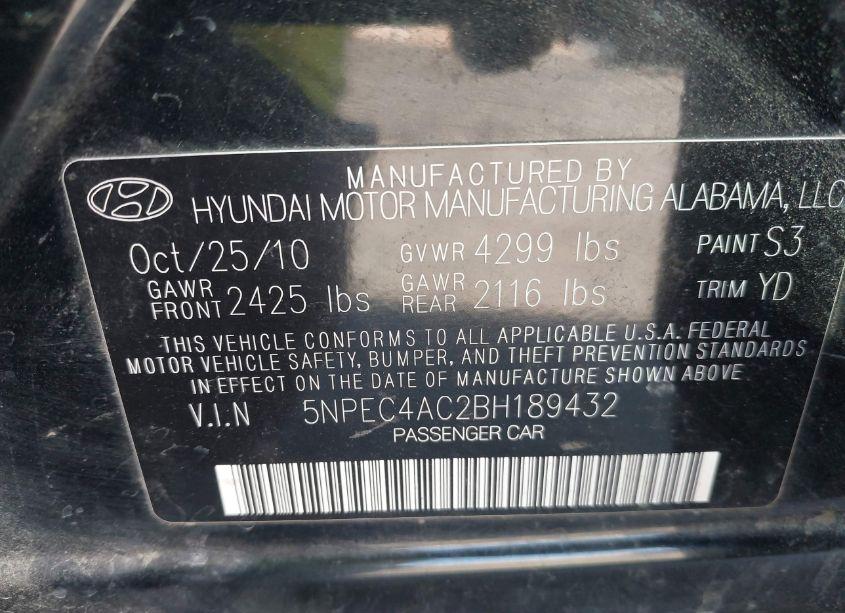 MANUFACTURED BY
HYUNDAI MOTOR MANUFACTURING ALABAMA, LLC
Oct/25/10 GVWR 4299 lbs PAINT S3
GAWR FRONT 2425 lbs GAWR REAR 2116 lbs TRIM YD
THIS VEHICLE CONFORMS TO ALL APPLICABLE U.S.A. FEDERAL
MOTOR VEHICLE SAFETY, BUMPER, AND THEFT PREVENTION STANDARDS
IN EFFECT ON THE DATE OF MANUFACTURE SHOWN ABOVE
V.I.N 5NPEC4AC2BH189432
PASSENGER CAR